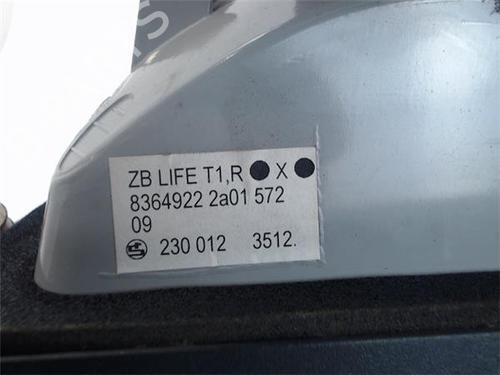 ZB LIFE T1,R ● X ●
8364922 2a01 572
09
230 012 3512.